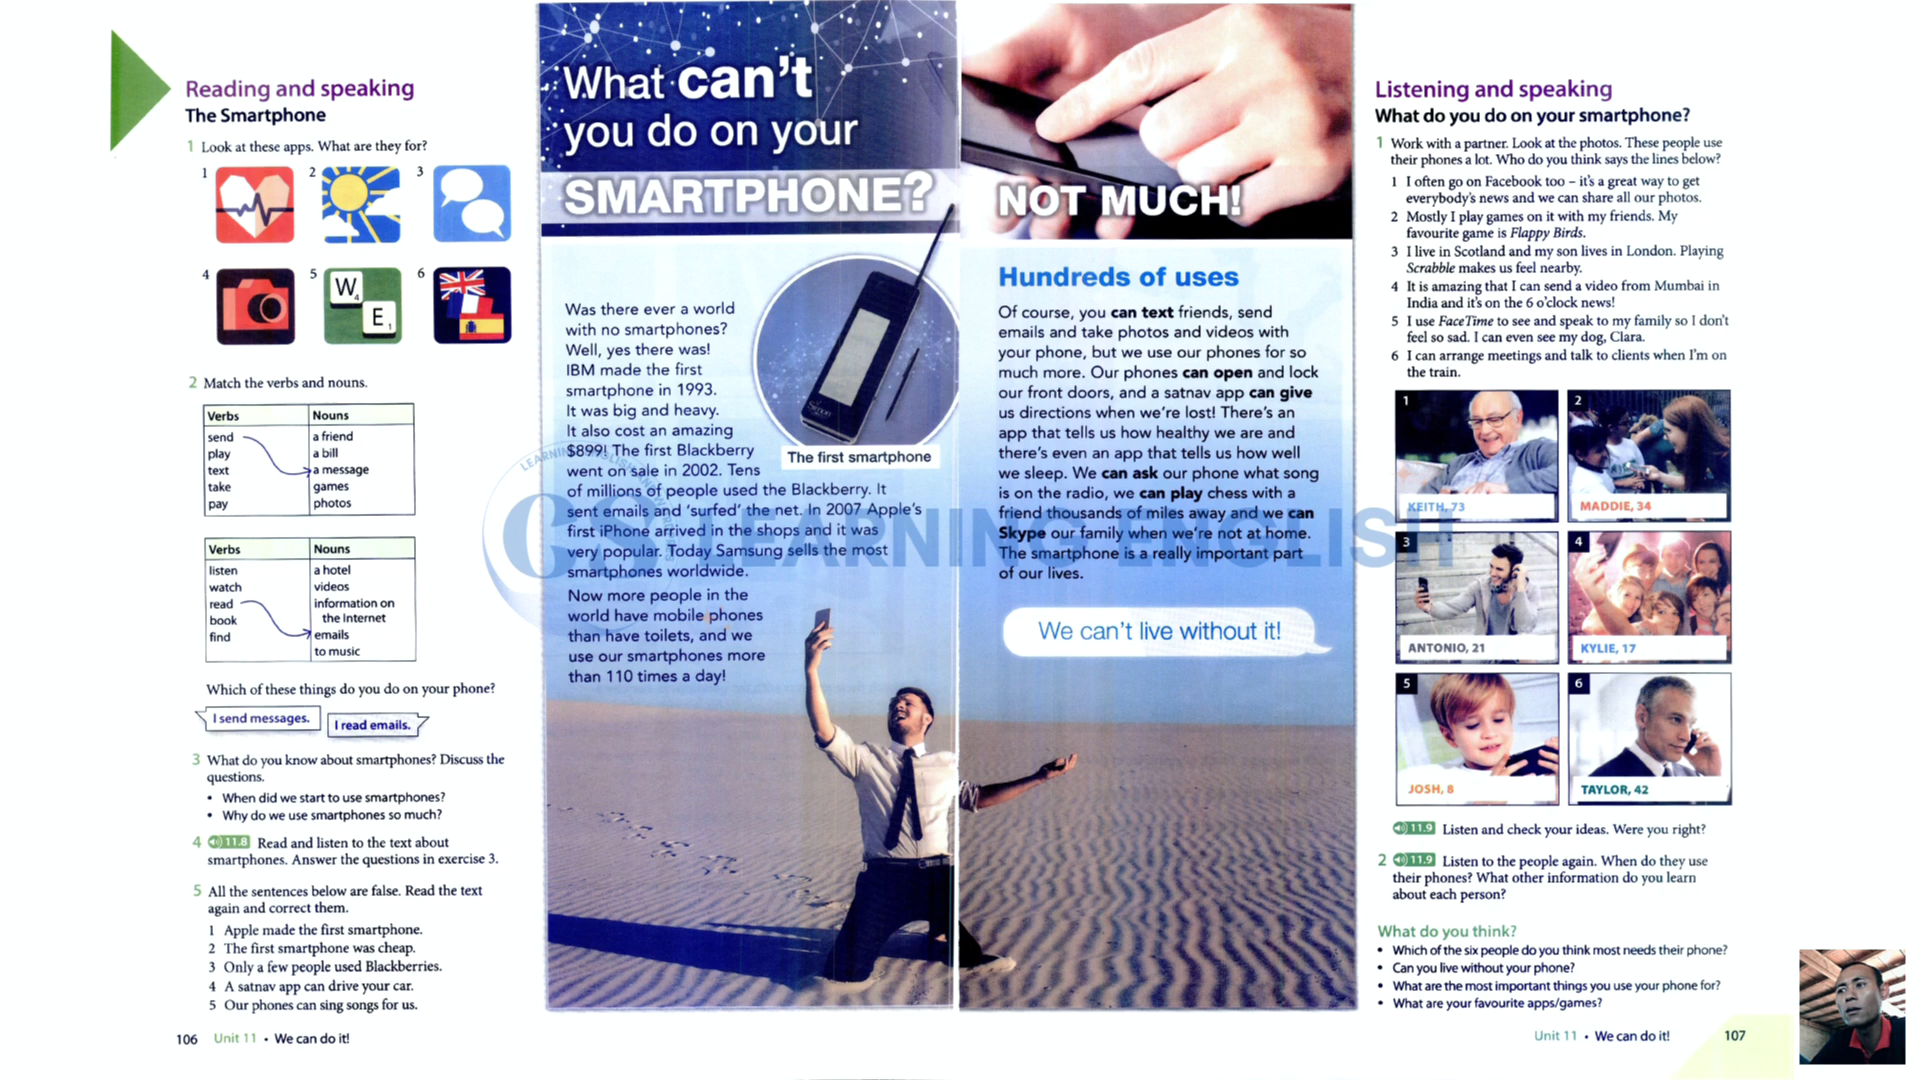 Reading and speaking
The Smartphone
1 Look at these apps. What are they for?
1
2
3
4
5
6
W
4
E
1
2 Match the verbs and nouns.
Verbs Nouns
send a friend
play a bill
text a message
take games
pay photos
Verbs Nouns
listen a hotel
watch videos
read information on
the Internet
book emails
find to music
Which of these things do you do on your phone?
I send messages.
I read emails.
3 What do you know about smartphones? Discuss the
questions.
• When did we start to use smartphones?
• Why do we use smartphones so much?
4 11.8 Read and listen to the text about
smartphones. Answer the questions in exercise 3.
5 All the sentences below are false. Read the text
again and correct them.
1 Apple made the first smartphone.
2 The first smartphone was cheap.
3 Only a few people used Blackberries.
4 A satnav app can drive your car.
5 Our phones can sing songs for us.
106 Unit 11 • We can do it!
What can't
you do on your
SMARTPHONE?
NOT MUCH!
Was there ever a world
with no smartphones?
Well, yes there was!
IBM made the first
smartphone in 1993.
It was big and heavy.
It also cost an amazing
$899! The first Blackberry
went on sale in 2002. Tens
of millions of people used the Blackberry. It
sent emails and 'surfed' the net. In 2007 Apple's
first iPhone arrived in the shops and it was
very popular. Today Samsung sells the most
smartphones worldwide.
Now more people in the
world have mobile phones
than have toilets, and we
use our smartphones more
than 110 times a day!
Simon
The first smartphone
Hundreds of uses
Of course, you can text friends, send
emails and take photos and videos with
your phone, but we use our phones for so
much more. Our phones can open and lock
our front doors, and a satnav app can give
us directions when we're lost! There's an
app that tells us how healthy we are and
there's even an app that tells us how well
we sleep. We can ask our phone what song
is on the radio, we can play chess with a
friend thousands of miles away and we can
Skype our family when we're not at home.
The smartphone is a really important part
of our lives.
We can't live without it!
LEARNING ENGLISH
Listening and speaking
What do you do on your smartphone?
1 Work with a partner. Look at the photos. These people use
their phones a lot. Who do you think says the lines below?
1 I often go on Facebook too – it's a great way to get
everybody's news and we can share all our photos.
2 Mostly I play games on it with my friends. My
favourite game is Flappy Birds.
3 I live in Scotland and my son lives in London. Playing
Scrabble makes us feel nearby.
4 It is amazing that I can send a video from Mumbai in
India and it's on the 6 o'clock news!
5 I use FaceTime to see and speak to my family so I don't
feel so sad. I can even see my dog, Clara.
6 I can arrange meetings and talk to clients when I'm on
the train.
1
KEITH, 73
2
MADDIE, 34
3
ANTONIO, 21
4
KYLIE, 17
5
JOSH, 8
6
TAYLOR, 42
11.9 Listen and check your ideas. Were you right?
2 11.9 Listen to the people again. When do they use
their phones? What other information do you learn
about each person?
What do you think?
• Which of the six people do you think most needs their phone?
• Can you live without your phone?
• What are the most important things you use your phone for?
• What are your favourite apps/games?
Unit 11 • We can do it! 107